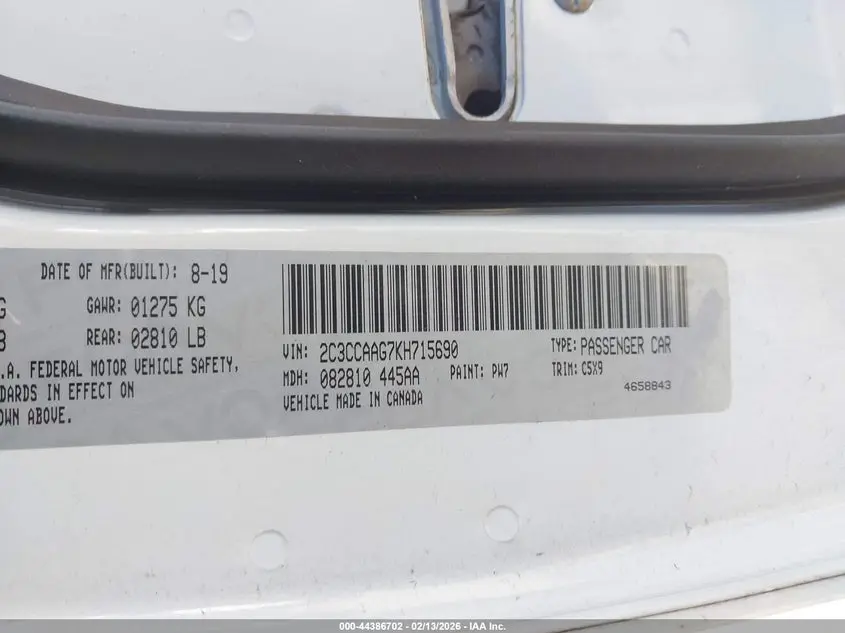 DATE OF MFR(BUILT): 8-19
G GAWR: 01275 KG
B REAR: 02810 LB
.A. FEDERAL MOTOR VEHICLE SAFETY,
DARDS IN EFFECT ON
OWN ABOVE.
VIN: 2C3CCAAG7KH715690
TYPE: PASSENGER CAR
MDH: 082810 445AA PAINT: PW7 TRIM: C5X9
VEHICLE MADE IN CANADA
4658843
000-44386702 - 02/13/2026 - IAA Inc.